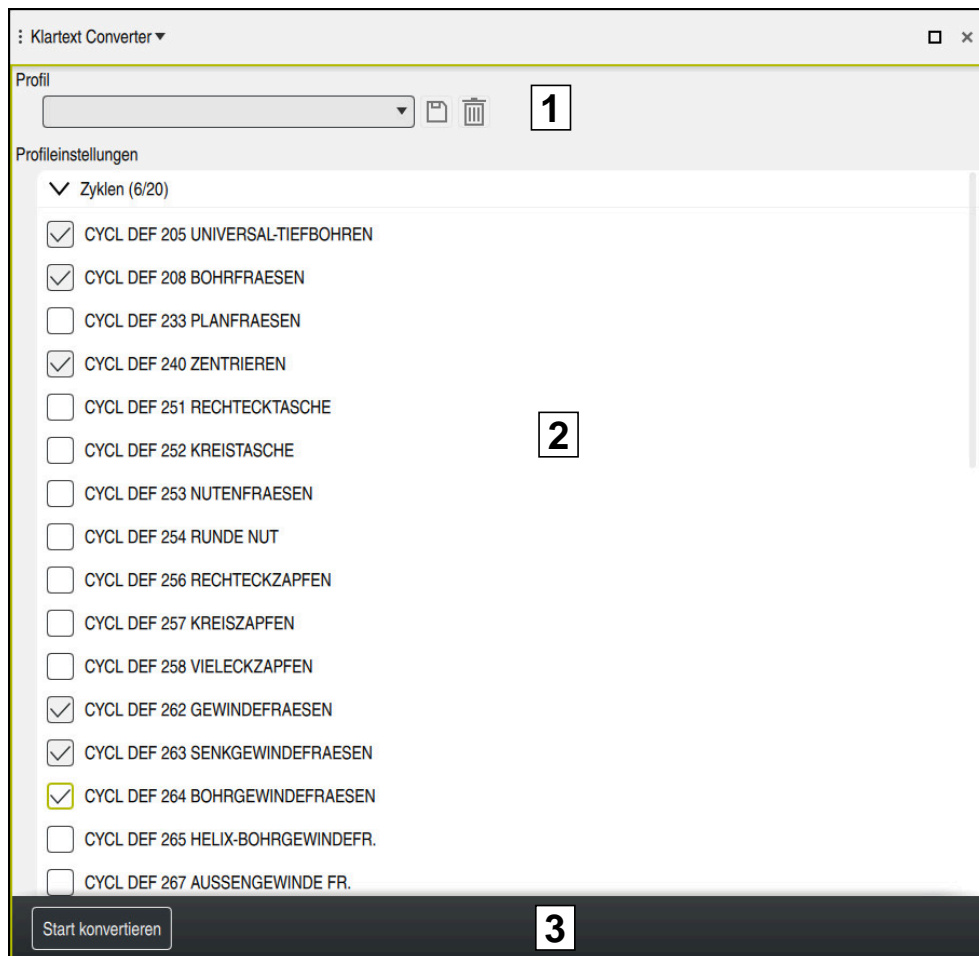 Klartext Converter
Profil
1
Profileinstellungen
Zyklen (6/20)
CYCL DEF 205 UNIVERSAL-TIEFBOHREN
CYCL DEF 208 BOHRFRAESEN
CYCL DEF 233 PLANFRAESEN
CYCL DEF 240 ZENTRIEREN
CYCL DEF 251 RECHTECKTASCHE
2
CYCL DEF 252 KREISTASCHE
CYCL DEF 253 NUTENFRAESEN
CYCL DEF 254 RUNDE NUT
CYCL DEF 256 RECHTECKZAPFEN
CYCL DEF 257 KREISZAPFEN
CYCL DEF 258 VIELECKZAPFEN
CYCL DEF 262 GEWINDEFRAESEN
CYCL DEF 263 SENKGEWINDEFRAESEN
CYCL DEF 264 BOHRGEWINDEFRAESEN
CYCL DEF 265 HELIX-BOHRGEWINDEFR.
CYCL DEF 267 AUSSENGEWINDE FR.
Start konvertieren
3